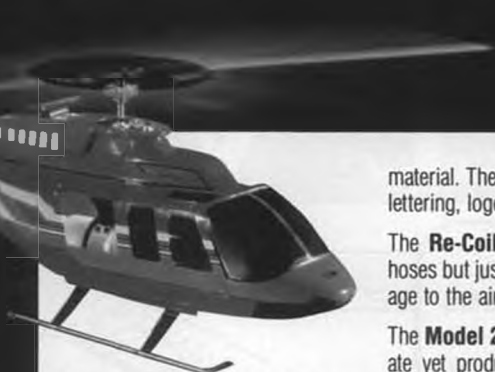 material. The
lettering, logo
The Re-Coil
hoses but jus
age to the air
The Model 2
ate yet prod